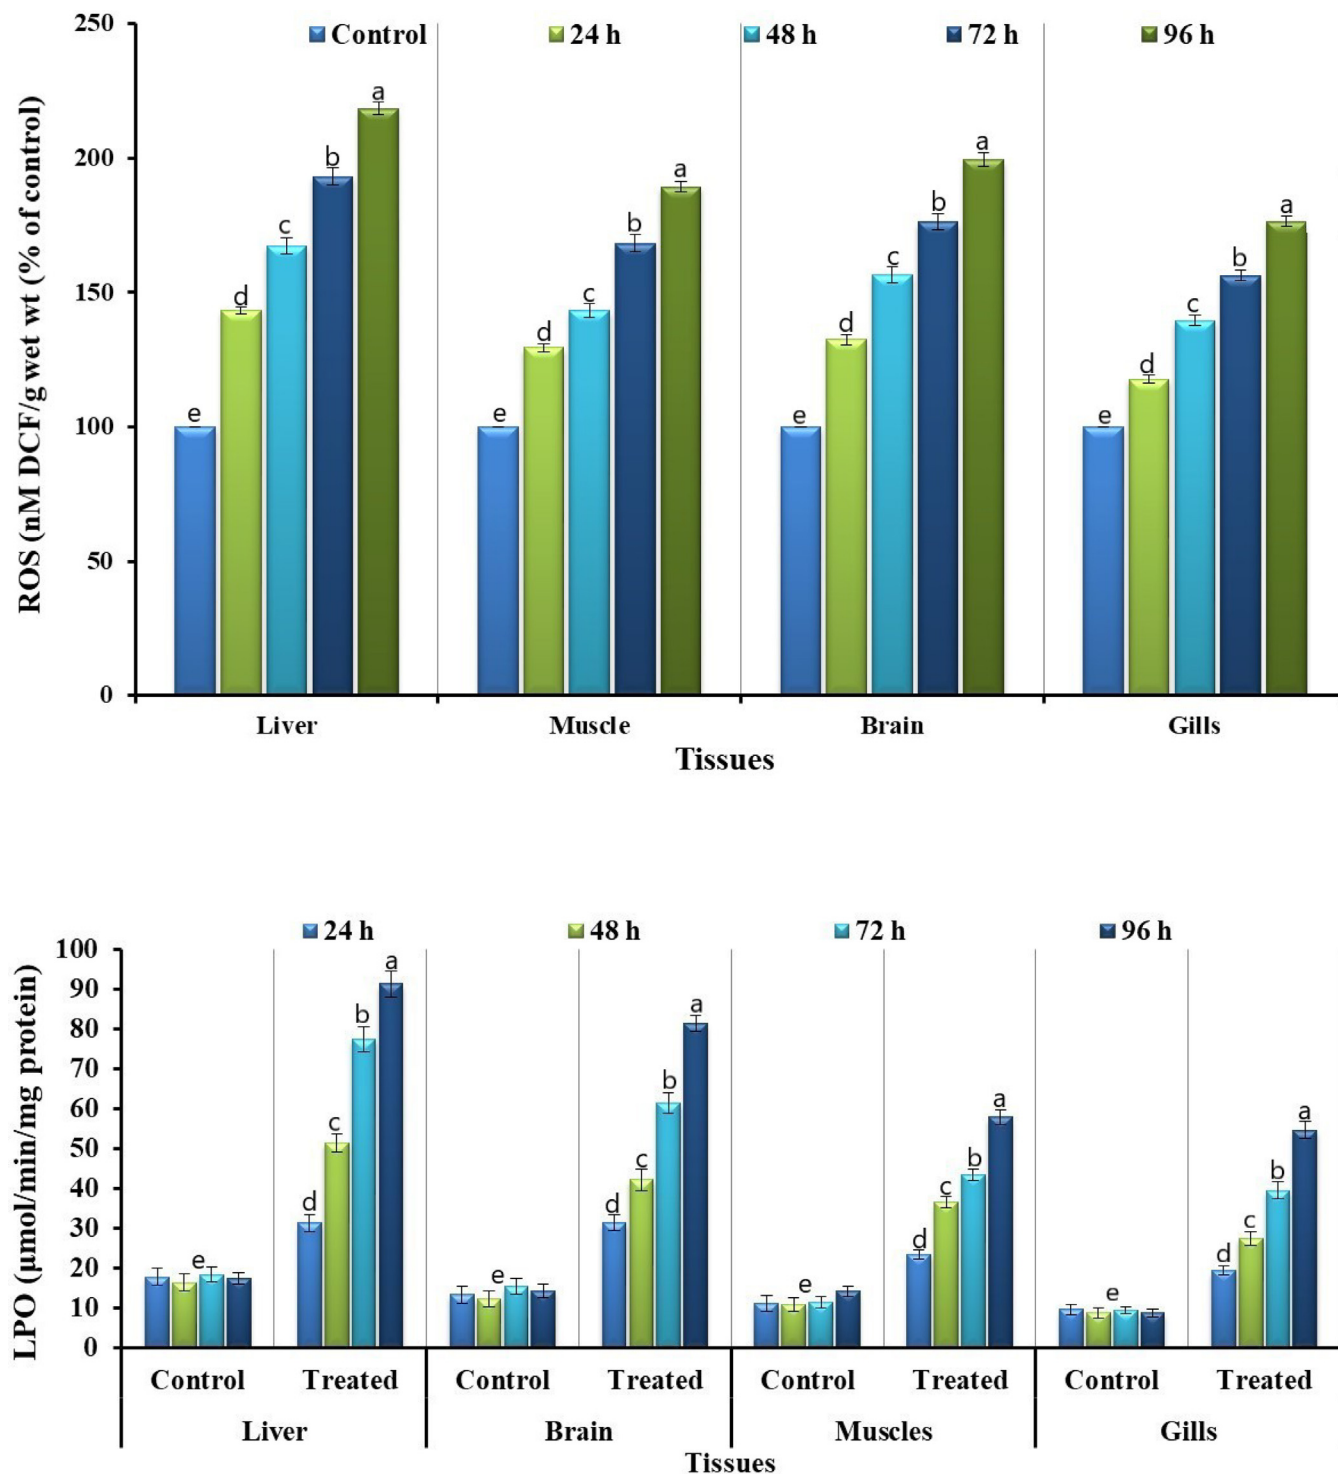 250
Control 24 h 48 h 72 h 96 h
a
a
200
a
b
a
b
b
c
c
b
150
d
c
c
d
d
d
100
e e e e
50
0
ROS (nM DCF/g wet wt (% of control)
Liver Muscle Brain Gills
Tissues
24 h 48 h 72 h 96 h
100
a
90
a
80
b
70
b
60
a
a
50
c
c
b
b
40
c
d
d
c
30
d
d
20
e
e
e
e
10
0
LPO (µmol/min/mg protein)
Control Treated Control Treated Control Treated Control Treated
Liver Brain Muscles Gills
Tissues